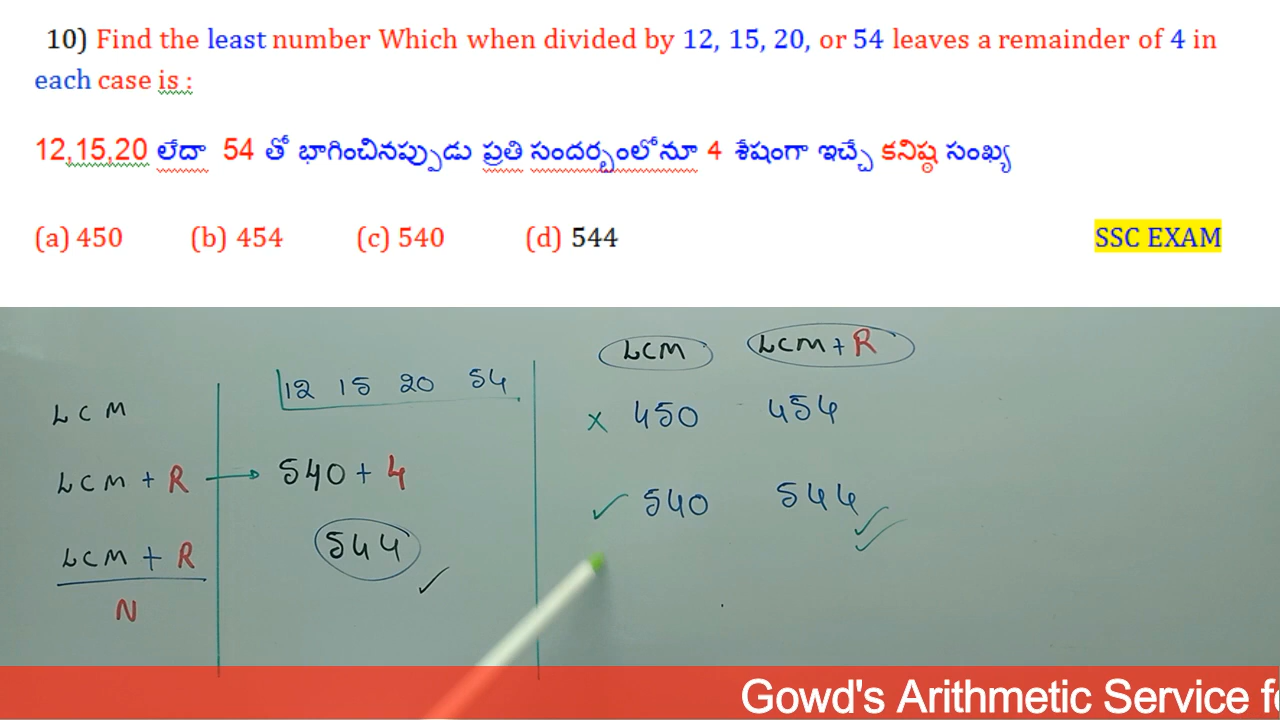 10) Find the least number Which when divided by 12, 15, 20, or 54 leaves a remainder of 4 in
each case is :
12,15,20 లేదా 54 తో భాగించినప్పుడు ప్రతి సందర్భంలోనూ 4 శేషంగా ఇచ్చే కనిష్ఠ సంఖ్య
(a) 450 (b) 454 (c) 540 (d) 544 SSC EXAM
LCM
LCM + R → 540 + 4
LCM + R
N
12 15 20 54
544 ✓
LCM LCM + R
x 450 454
✓ 540 544 ✓
Gowd's Arithmetic Service